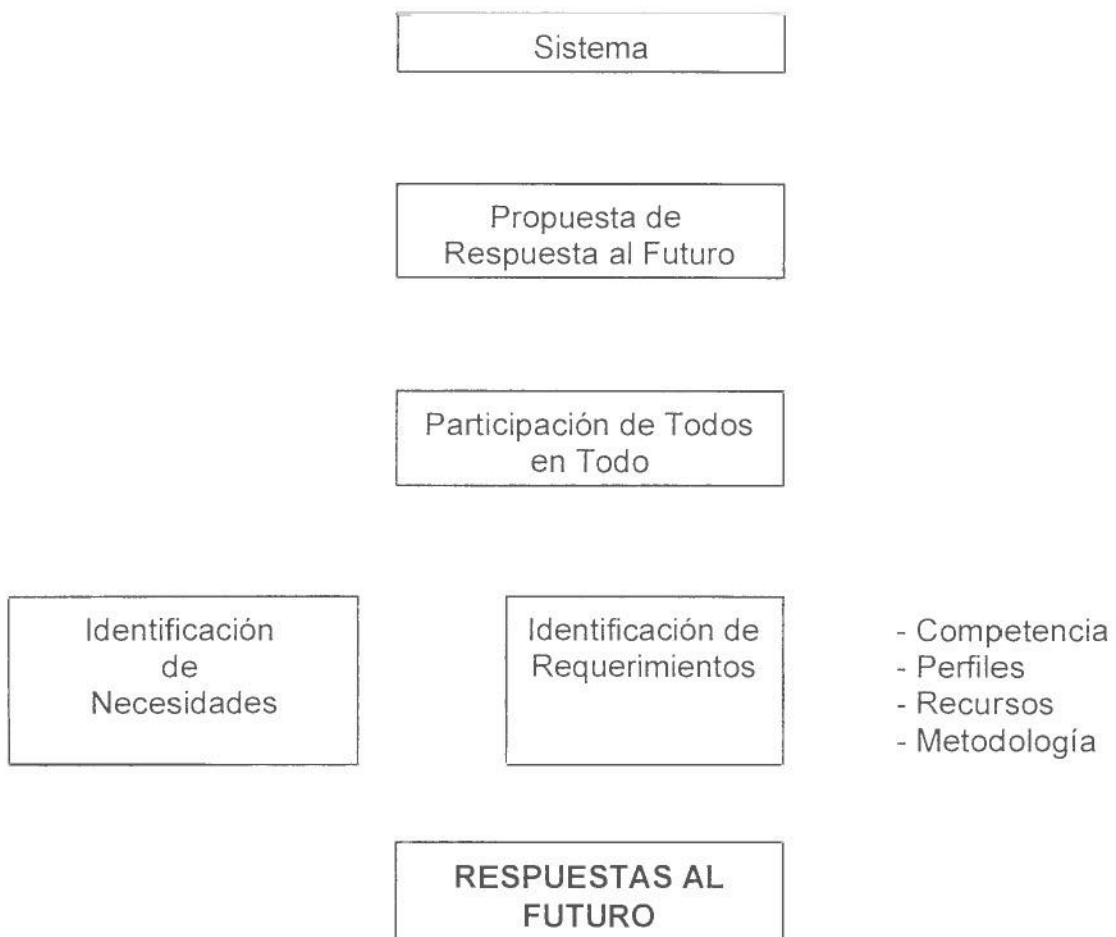 Sistema
Propuesta de
Respuesta al Futuro
Participación de Todos
en Todo
Identificación
de
Necesidades
Identificación de
Requerimientos
- Competencia
- Perfiles
- Recursos
- Metodología
RESPUESTAS AL
FUTURO